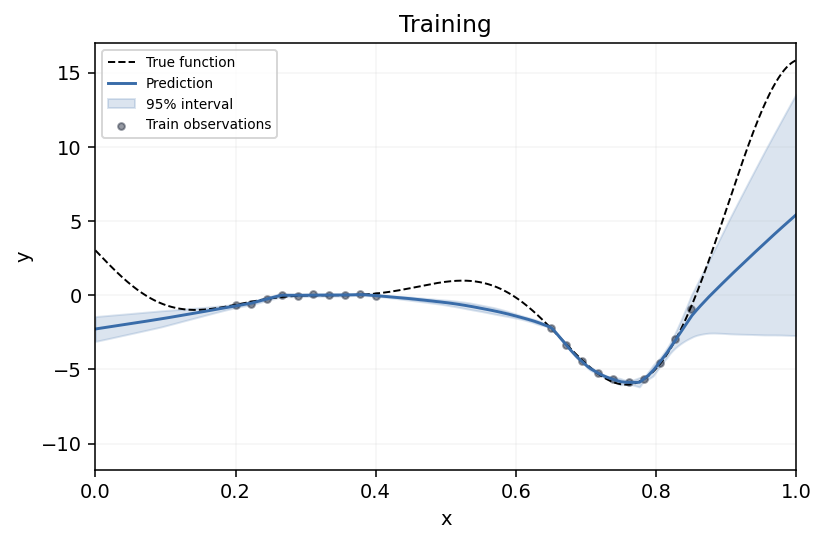 Training
True function
Prediction
95% interval
Train observations
15
10
5
0
−5
−10
y
0.0 0.2 0.4 0.6 0.8 1.0
x